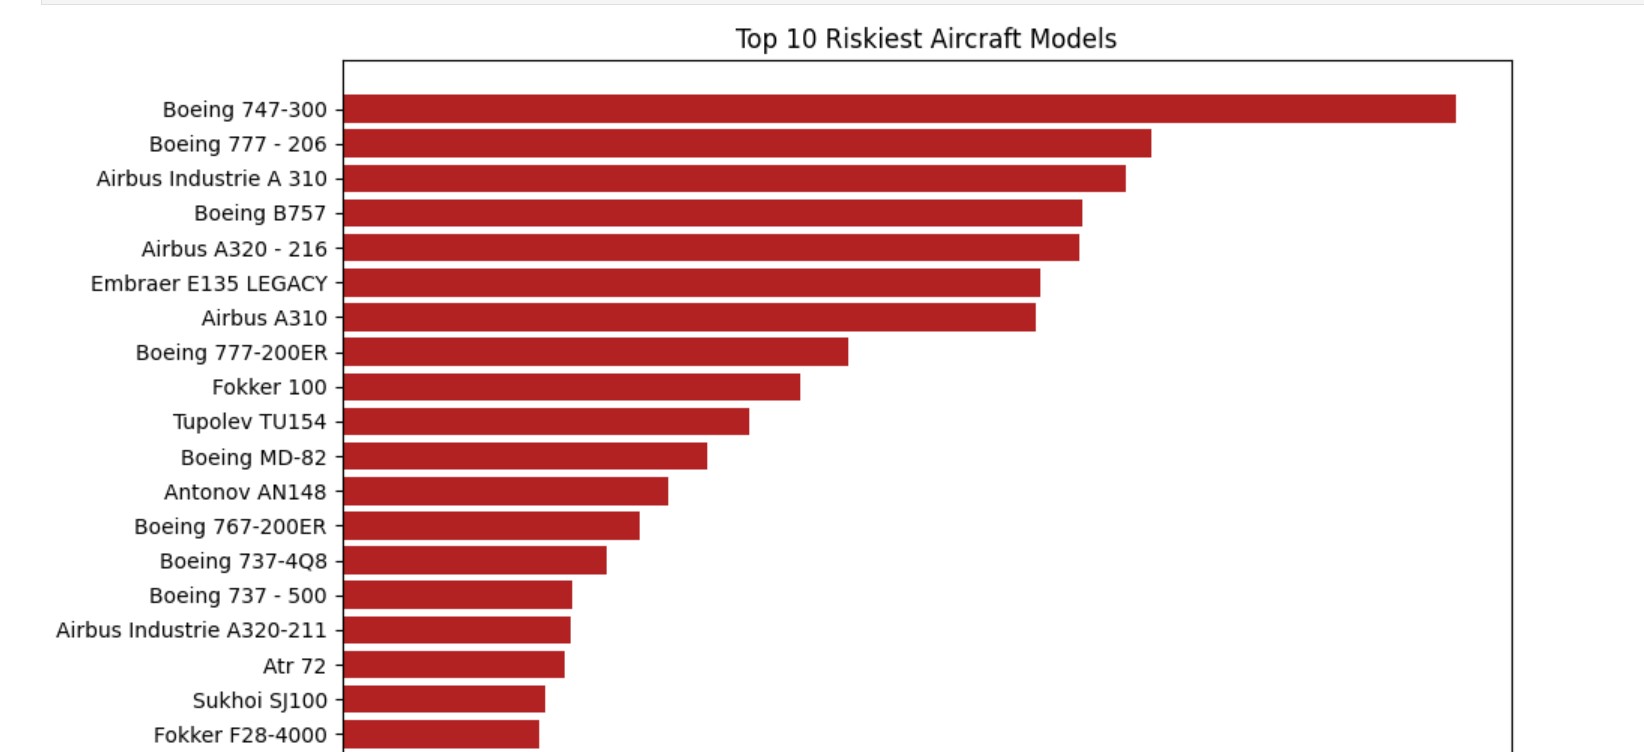 Top 10 Riskiest Aircraft Models
Boeing 747-300
Boeing 777 - 206
Airbus Industrie A 310
Boeing B757
Airbus A320 - 216
Embraer E135 LEGACY
Airbus A310
Boeing 777-200ER
Fokker 100
Tupolev TU154
Boeing MD-82
Antonov AN148
Boeing 767-200ER
Boeing 737-4Q8
Boeing 737 - 500
Airbus Industrie A320-211
Atr 72
Sukhoi SJ100
Fokker F28-4000